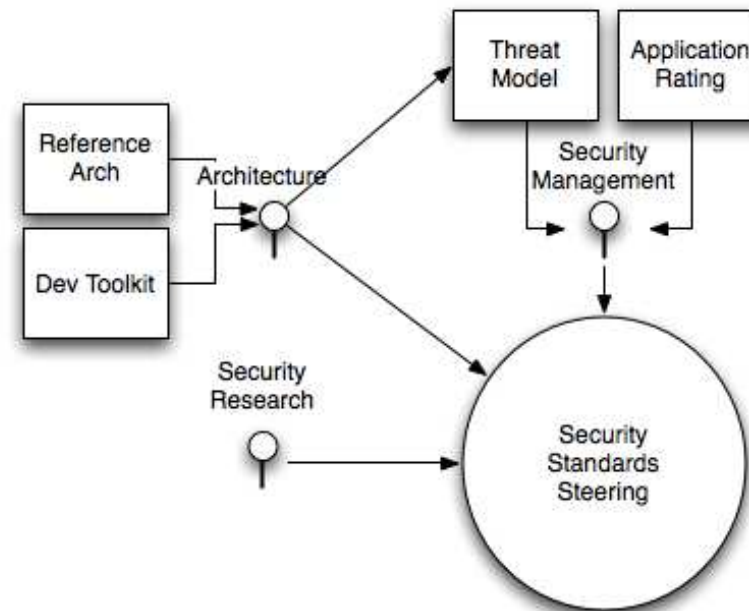 Threat
Model
Application
Rating
Reference
Arch
Architecture
Security
Management
Dev Toolkit
Security
Research
Security
Standards
Steering